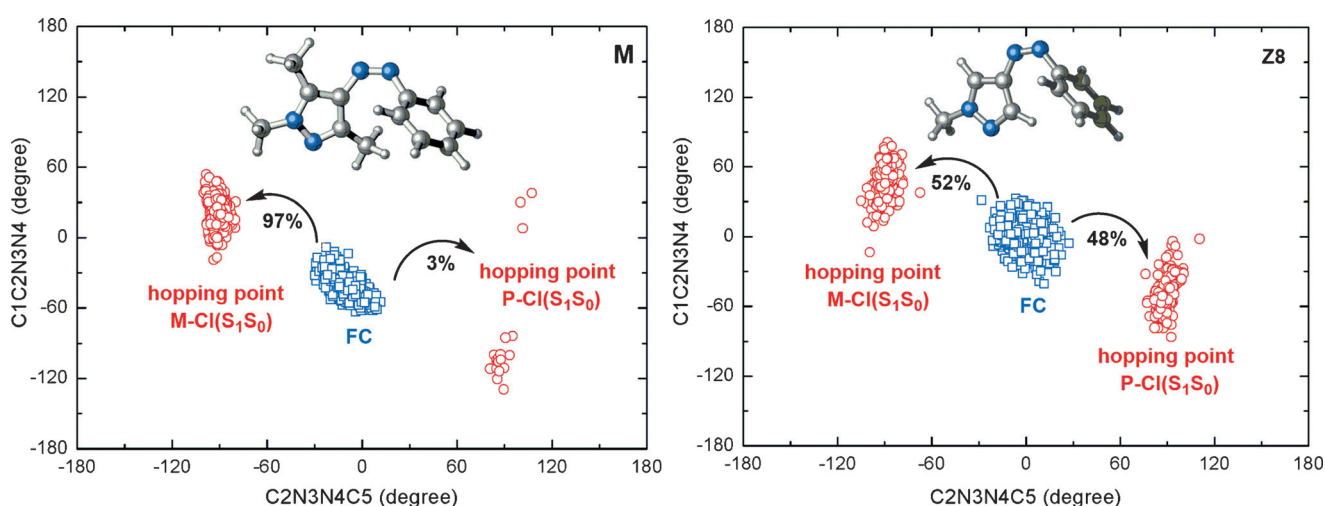 M
C1C2N3N4 (degree)
180
120
60
0
-60
-120
-180
97%
3%
hopping point
M-CI(S₁S₀)
FC
hopping point
P-CI(S₁S₀)
-180
-120
-60
0
60
120
180
C2N3N4C5 (degree)
Z8
C1C2N3N4 (degree)
180
120
60
0
-60
-120
-180
52%
48%
hopping point
M-CI(S₁S₀)
FC
hopping point
P-CI(S₁S₀)
-180
-120
-60
0
60
120
180
C2N3N4C5 (degree)